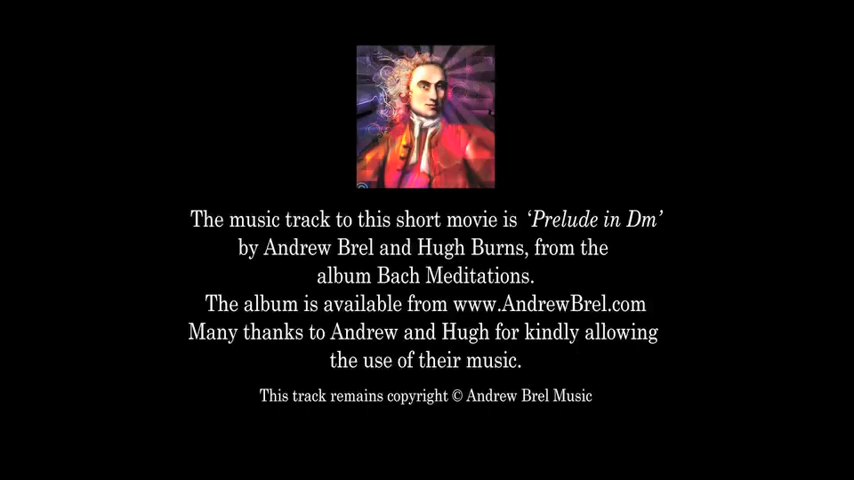 The music track to this short movie is ‘Prelude in Dm’
by Andrew Brel and Hugh Burns, from the
album Bach Meditations.
The album is available from www.AndrewBrel.com
Many thanks to Andrew and Hugh for kindly allowing
the use of their music.
This track remains copyright © Andrew Brel Music